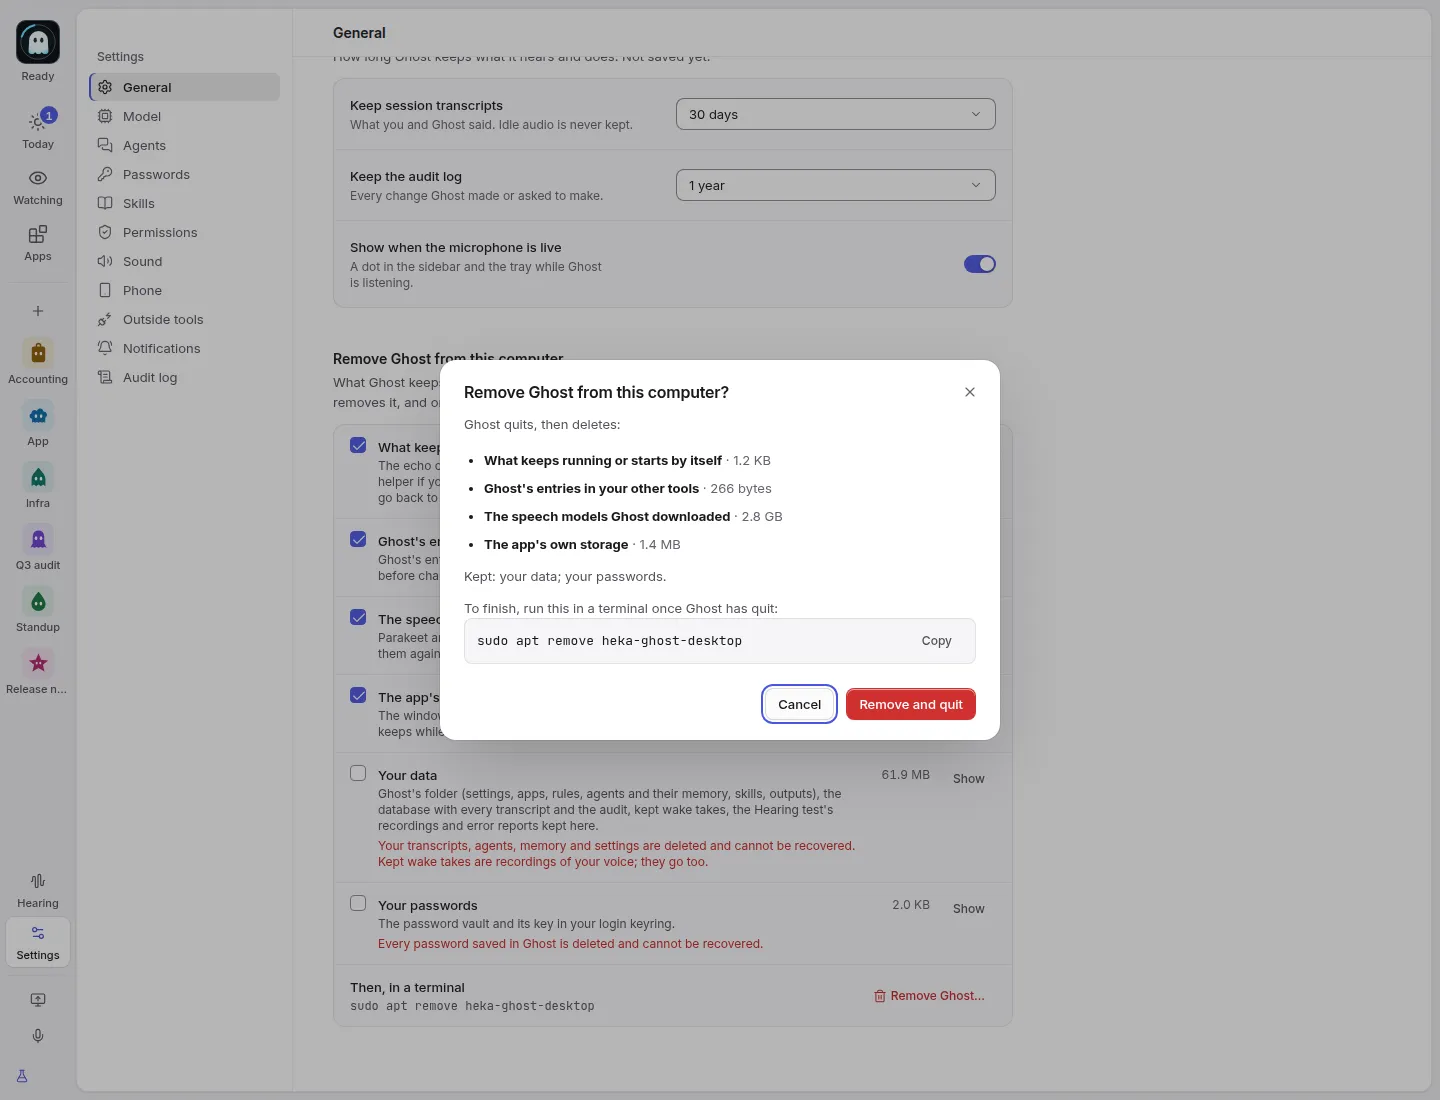 Ready
1
Today
Watching
Apps
Accounting
App
Infra
Q3 audit
Standup
Release n...
Hearing
Settings
Settings
General
Model
Agents
Passwords
Skills
Permissions
Sound
Phone
Outside tools
Notifications
Audit log
General
How long Ghost keeps what it hears and does. Not saved yet.
Keep session transcripts
What you and Ghost said. Idle audio is never kept.
30 days
Keep the audit log
Every change Ghost made or asked to make.
1 year
Show when the microphone is live
A dot in the sidebar and the tray while Ghost
is listening.
Remove Ghost from this computer
What Ghost keeps
removes it, and
What keep
The echo
helper if
go back to
Ghost's
Ghost's
before
The
Parakeet
them again
The app's
The window
keeps while
Remove Ghost from this computer?
Ghost quits, then deletes:
• What keeps running or starts by itself · 1.2 KB
• Ghost's entries in your other tools · 266 bytes
• The speech models Ghost downloaded · 2.8 GB
• The app's own storage · 1.4 MB
Kept: your data; your passwords.
To finish, run this in a terminal once Ghost has quit:
sudo apt remove heka-ghost-desktop
Copy
Cancel
Remove and quit
Your data
61.9 MB
Show
Ghost's folder (settings, apps, rules, agents and their memory, skills, outputs), the
database with every transcript and the audit, kept wake takes, the Hearing test's
recordings and error reports kept here.
Your transcripts, agents, memory and settings are deleted and cannot be recovered.
Kept wake takes are recordings of your voice; they go too.
Your passwords
2.0 KB
Show
The password vault and its key in your login keyring.
Every password saved in Ghost is deleted and cannot be recovered.
Then, in a terminal
sudo apt remove heka-ghost-desktop
Remove Ghost...